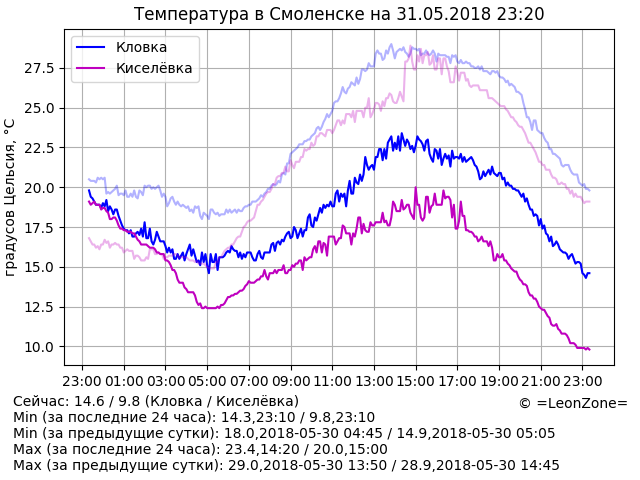 Температура в Смоленске на 31.05.2018 23:20
Кловка
Киселёвка
градусов Цельсия, °C
27.5
25.0
22.5
20.0
17.5
15.0
12.5
10.0
23:00 01:00 03:00 05:00 07:00 09:00 11:00 13:00 15:00 17:00 19:00 21:00 23:00
Сейчас: 14.6 / 9.8 (Кловка / Киселёвка)
© =LeonZone=
Min (за последние 24 часа): 14.3,23:10 / 9.8,23:10
Min (за предыдущие сутки): 18.0,2018-05-30 04:45 / 14.9,2018-05-30 05:05
Max (за последние 24 часа): 23.4,14:20 / 20.0,15:00
Max (за предыдущие сутки): 29.0,2018-05-30 13:50 / 28.9,2018-05-30 14:45